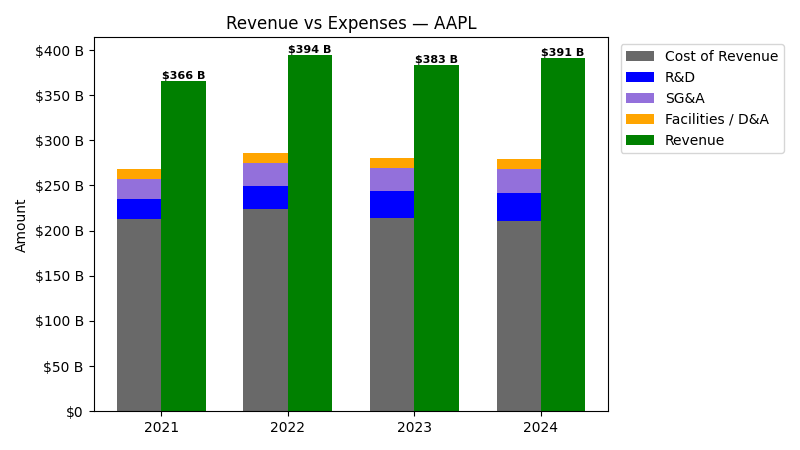 Revenue vs Expenses — AAPL
Amount
$400 B
$350 B
$300 B
$250 B
$200 B
$150 B
$100 B
$50 B
$0
$366 B
$394 B
$383 B
$391 B
2021
2022
2023
2024
Cost of Revenue
R&D
SG&A
Facilities / D&A
Revenue